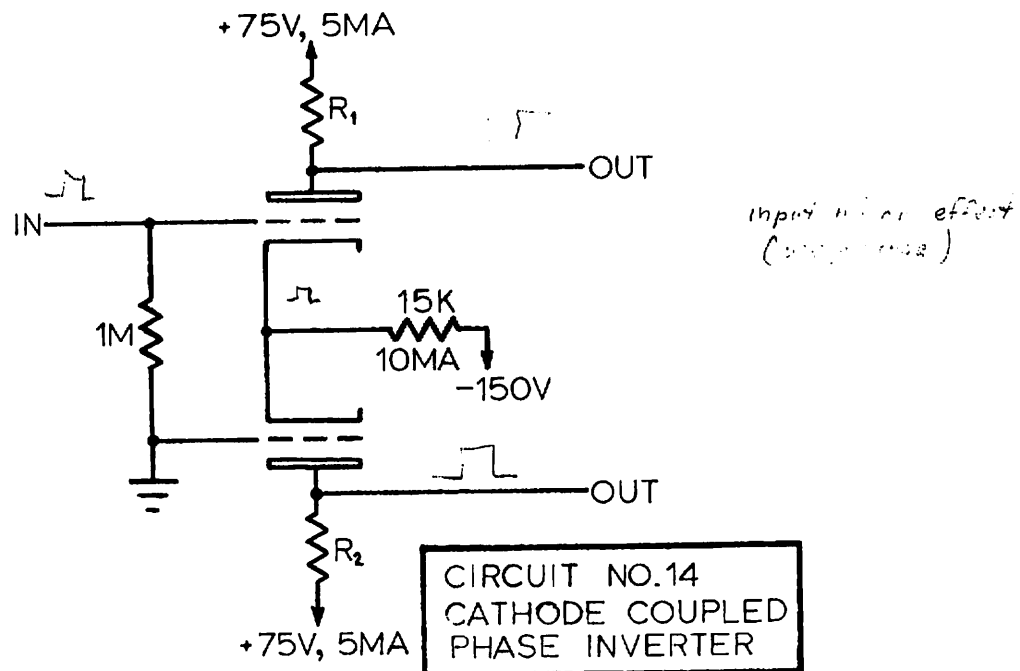 +75V, 5MA
R₁
OUT
IN
input effect
15K
1M
10MA
-150V
OUT
R₂
+75V, 5MA
CIRCUIT NO.14
CATHODE COUPLED
PHASE INVERTER